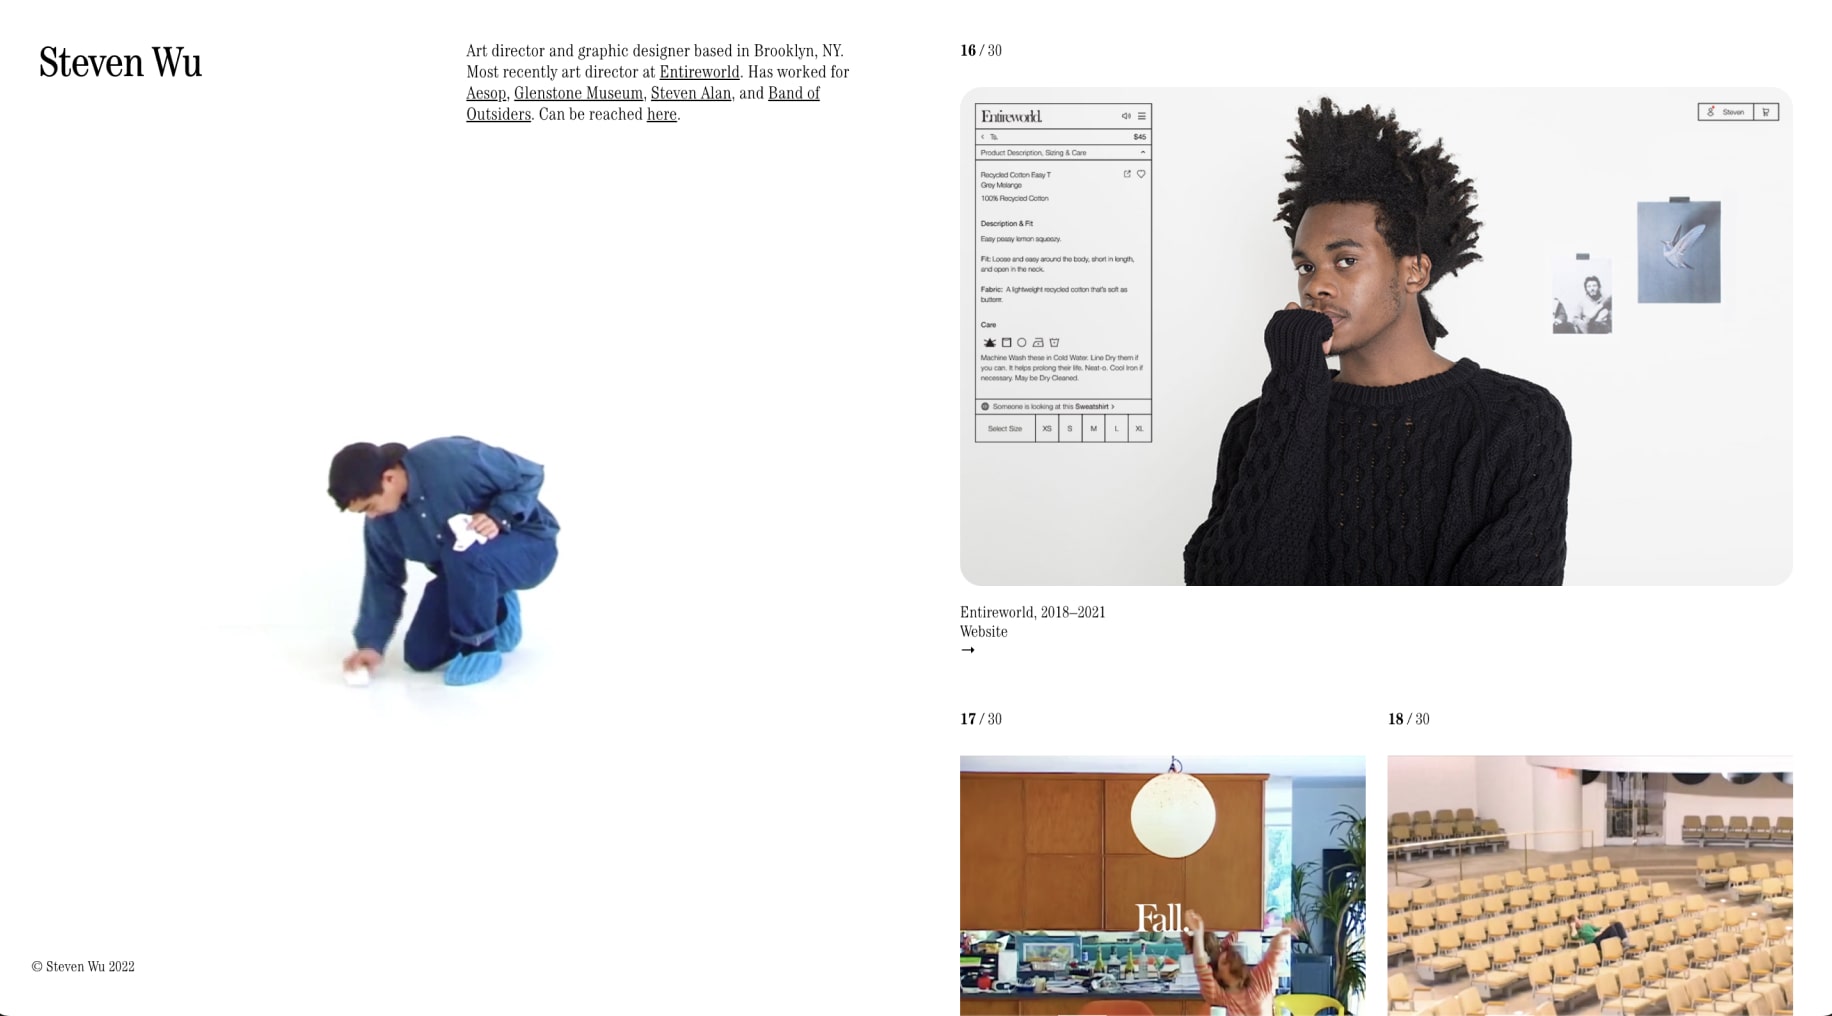 Steven Wu
Art director and graphic designer based in Brooklyn, NY.
Most recently art director at Entireworld. Has worked for
Aesop, Glenstone Museum, Steven Alan, and Band of
Outsiders. Can be reached here.
© Steven Wu 2022
16 / 30
Entireworld.
$45
Product Description, Sizing & Care
Recycled Cotton Easy T
Grey Melange
100% Recycled Cotton
Description & Fit
Easy peasy lemon squeezy.
Fit: Loose and easy around the body, short in length,
and open in the neck.
Fabric: A lightweight recycled cotton that's soft as
butterrr.
Care
Machine Wash these in Cold Water. Line Dry them if
you can. It helps prolong their life. Neat-o. Cool Iron if
necessary. May be Dry Cleaned.
Someone is looking at this Sweatshirt >
Select Size XS S M L XL
Steven
Entireworld, 2018–2021
Website
→
17 / 30
Fall.
18 / 30